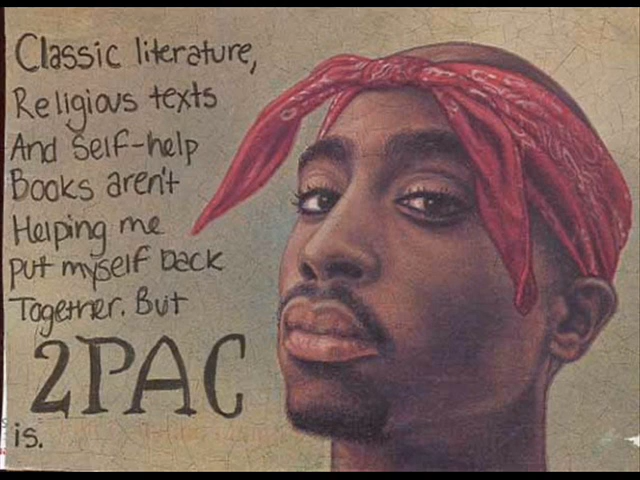 Classic literature,
Religious texts
And self-help
Books aren't
Helping me
put myself back
Together. But
2PAC
is.